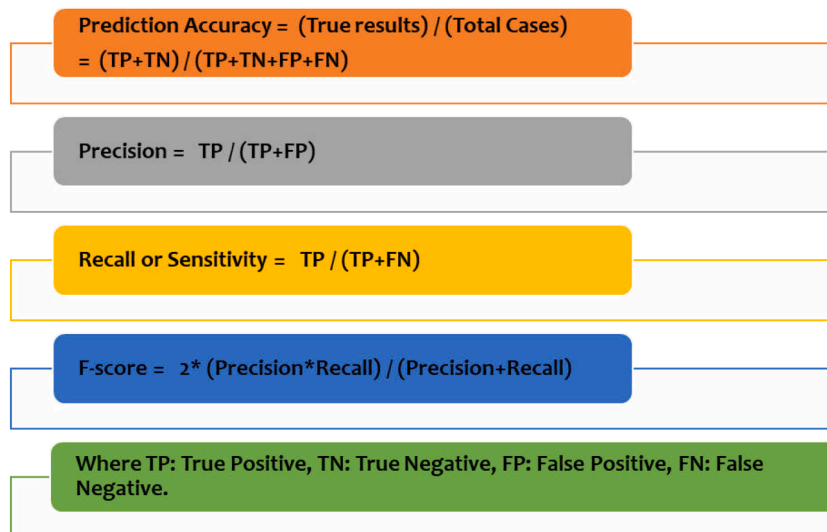 Prediction Accuracy = (True results) / (Total Cases)
= (TP+TN) / (TP+TN+FP+FN)
Precision = TP / (TP+FP)
Recall or Sensitivity = TP / (TP+FN)
F-score = 2* (Precision*Recall) / (Precision+Recall)
Where TP: True Positive, TN: True Negative, FP: False Positive, FN: False
Negative.